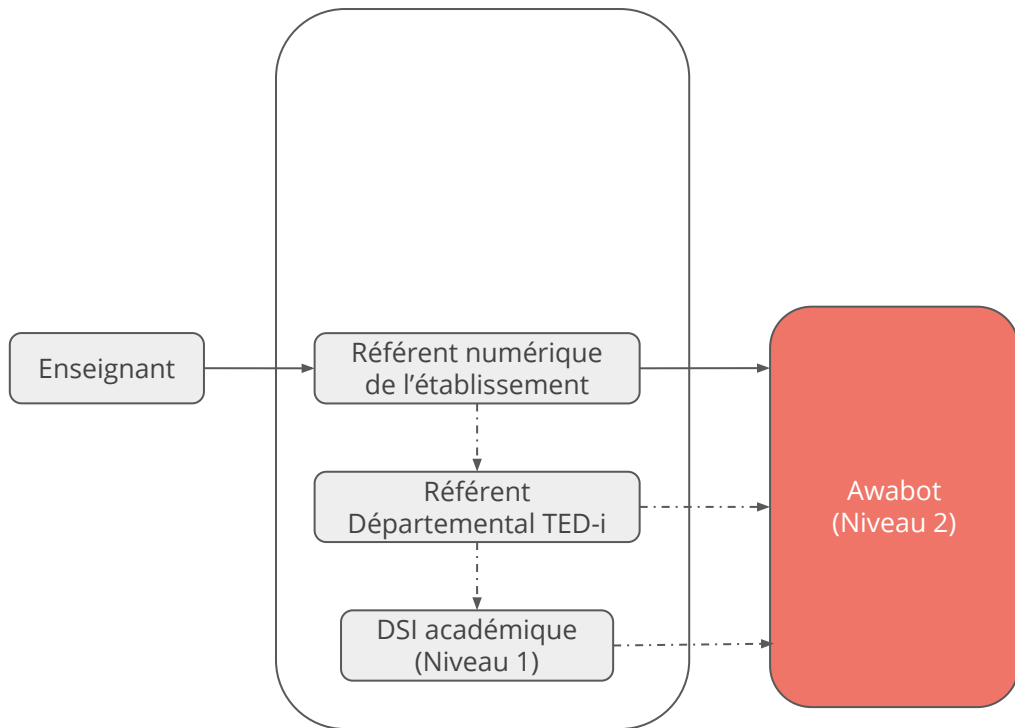 Enseignant
Référent numérique
de l’établissement
Référent
Départemental TED-i
DSI académique
(Niveau 1)
Awabot
(Niveau 2)